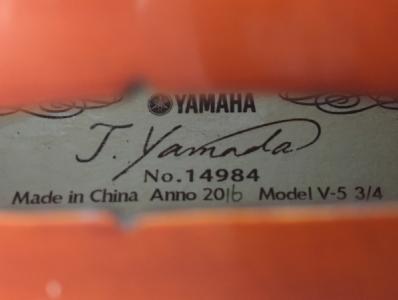 YAMAHA
J. Yamada
No.14984
Made in China Anno 2016 Model V-5 3/4